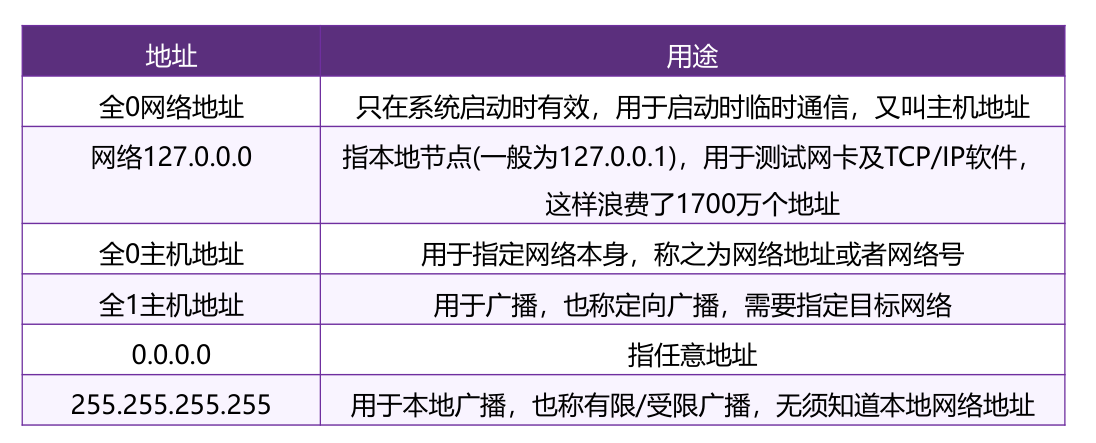 地址 用途
全0网络地址 只在系统启动时有效，用于启动时临时通信，又叫主机地址
网络127.0.0.0 指本地节点(一般为127.0.0.1)，用于测试网卡及TCP/IP软件，
这样浪费了1700万个地址
全0主机地址 用于指定网络本身，称之为网络地址或者网络号
全1主机地址 用于广播，也称定向广播，需要指定目标网络
0.0.0.0 指任意地址
255.255.255.255 用于本地广播，也称有限/受限广播，无须知道本地网络地址